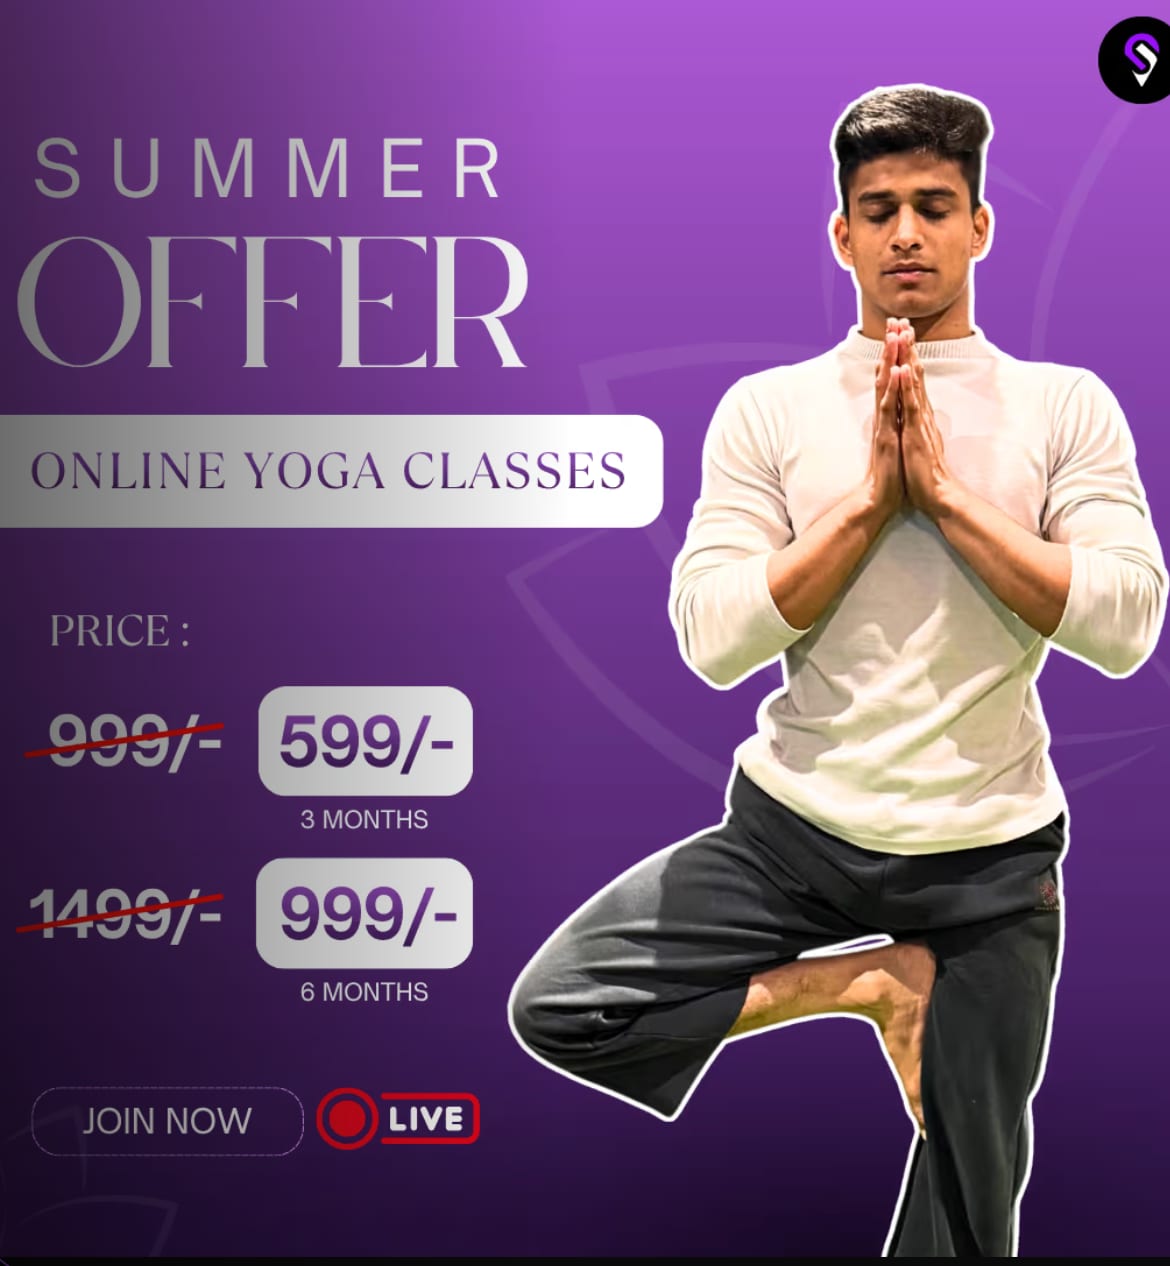 SUMMER
OFFER
ONLINE YOGA CLASSES
PRICE :
999/- 599/-
3 MONTHS
1499/- 999/-
6 MONTHS
JOIN NOW LIVE